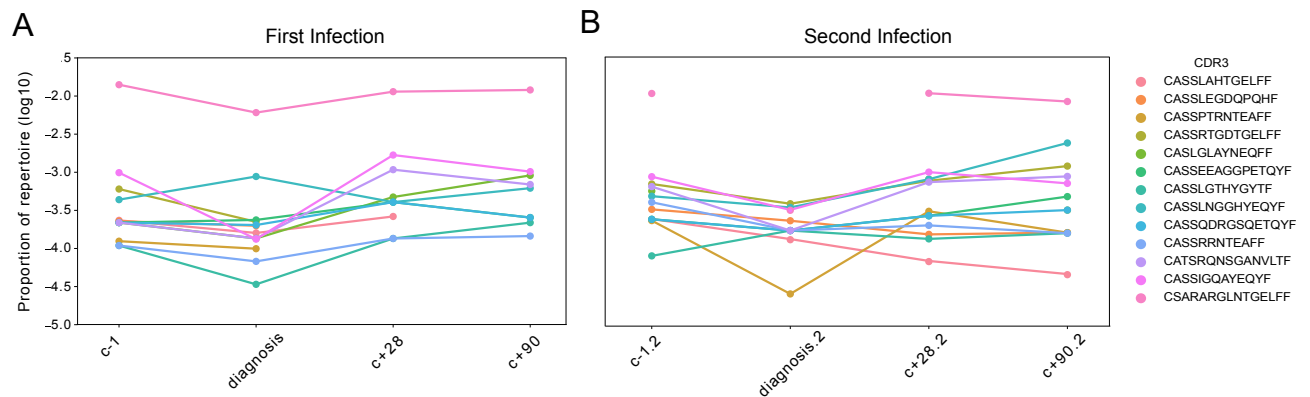 A
First Infection
B
Second Infection
Proportion of repertoire (log10)
.5
–2.0
–2.5
–3.0
–3.5
–4.0
–4.5
–5.0
c-1
diagnosis
c+28
c+90
c-1.2
diagnosis.2
c+28.2
c+90.2
CDR3
CASSLAHTGELFF
CASSLEGDQPQHF
CASSPTRNTEAFF
CASSRTGDTGELFF
CASLGLAYNEQFF
CASSEEAGGPETQYF
CASSLGTHYGYTF
CASSLNGGHYEQYF
CASSQDRGSQETQYF
CASSRRNTEAFF
CATSRQNSGANVLTF
CASSIGQAYEQYF
CSARARGLNTGELFF